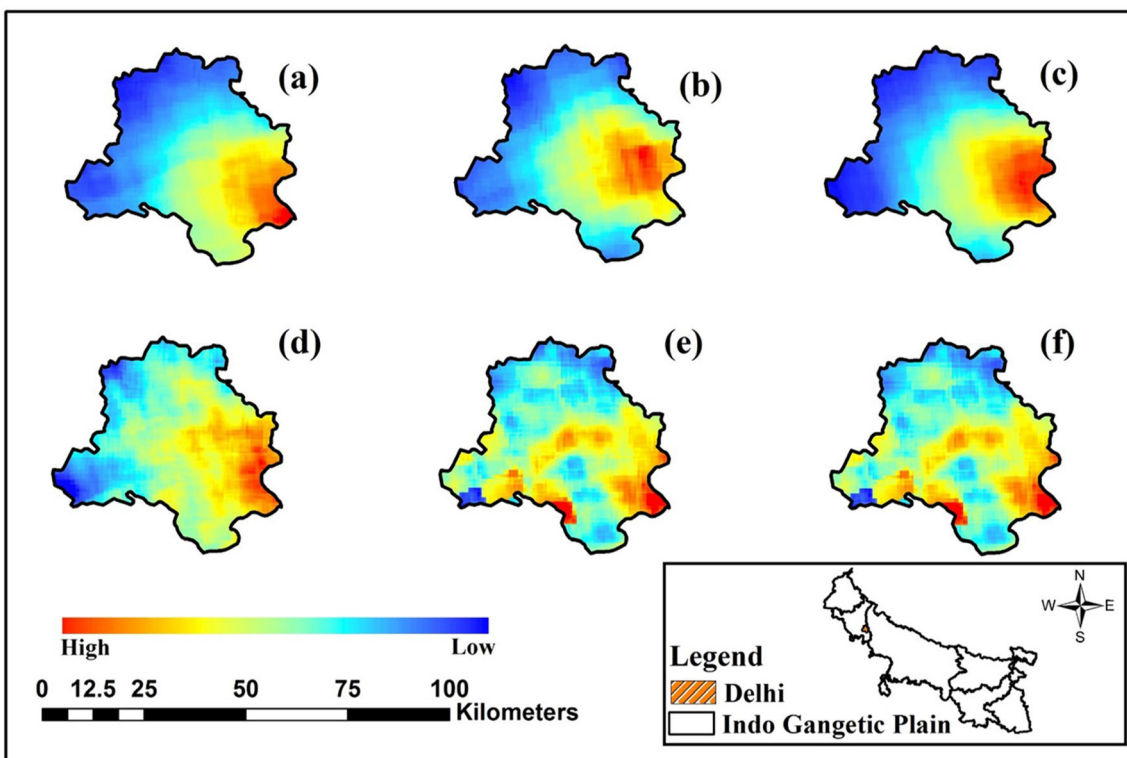 (a)
(b)
(c)
(d)
(e)
(f)
High Low
0 12.5 25 50 75 100
Kilometers
N
W E
S
Legend
Delhi
Indo Gangetic Plain